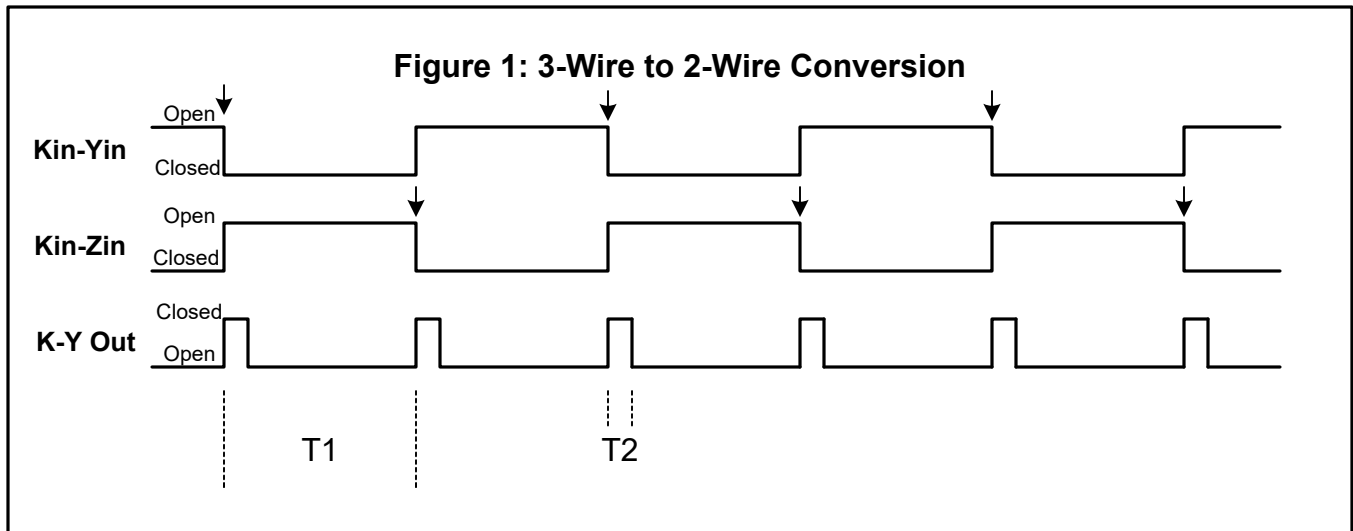 Figure 1: 3-Wire to 2-Wire Conversion
Open
Kin-Yin
Closed
Open
Kin-Zin
Closed
Closed
K-Y Out
Open
T1
T2